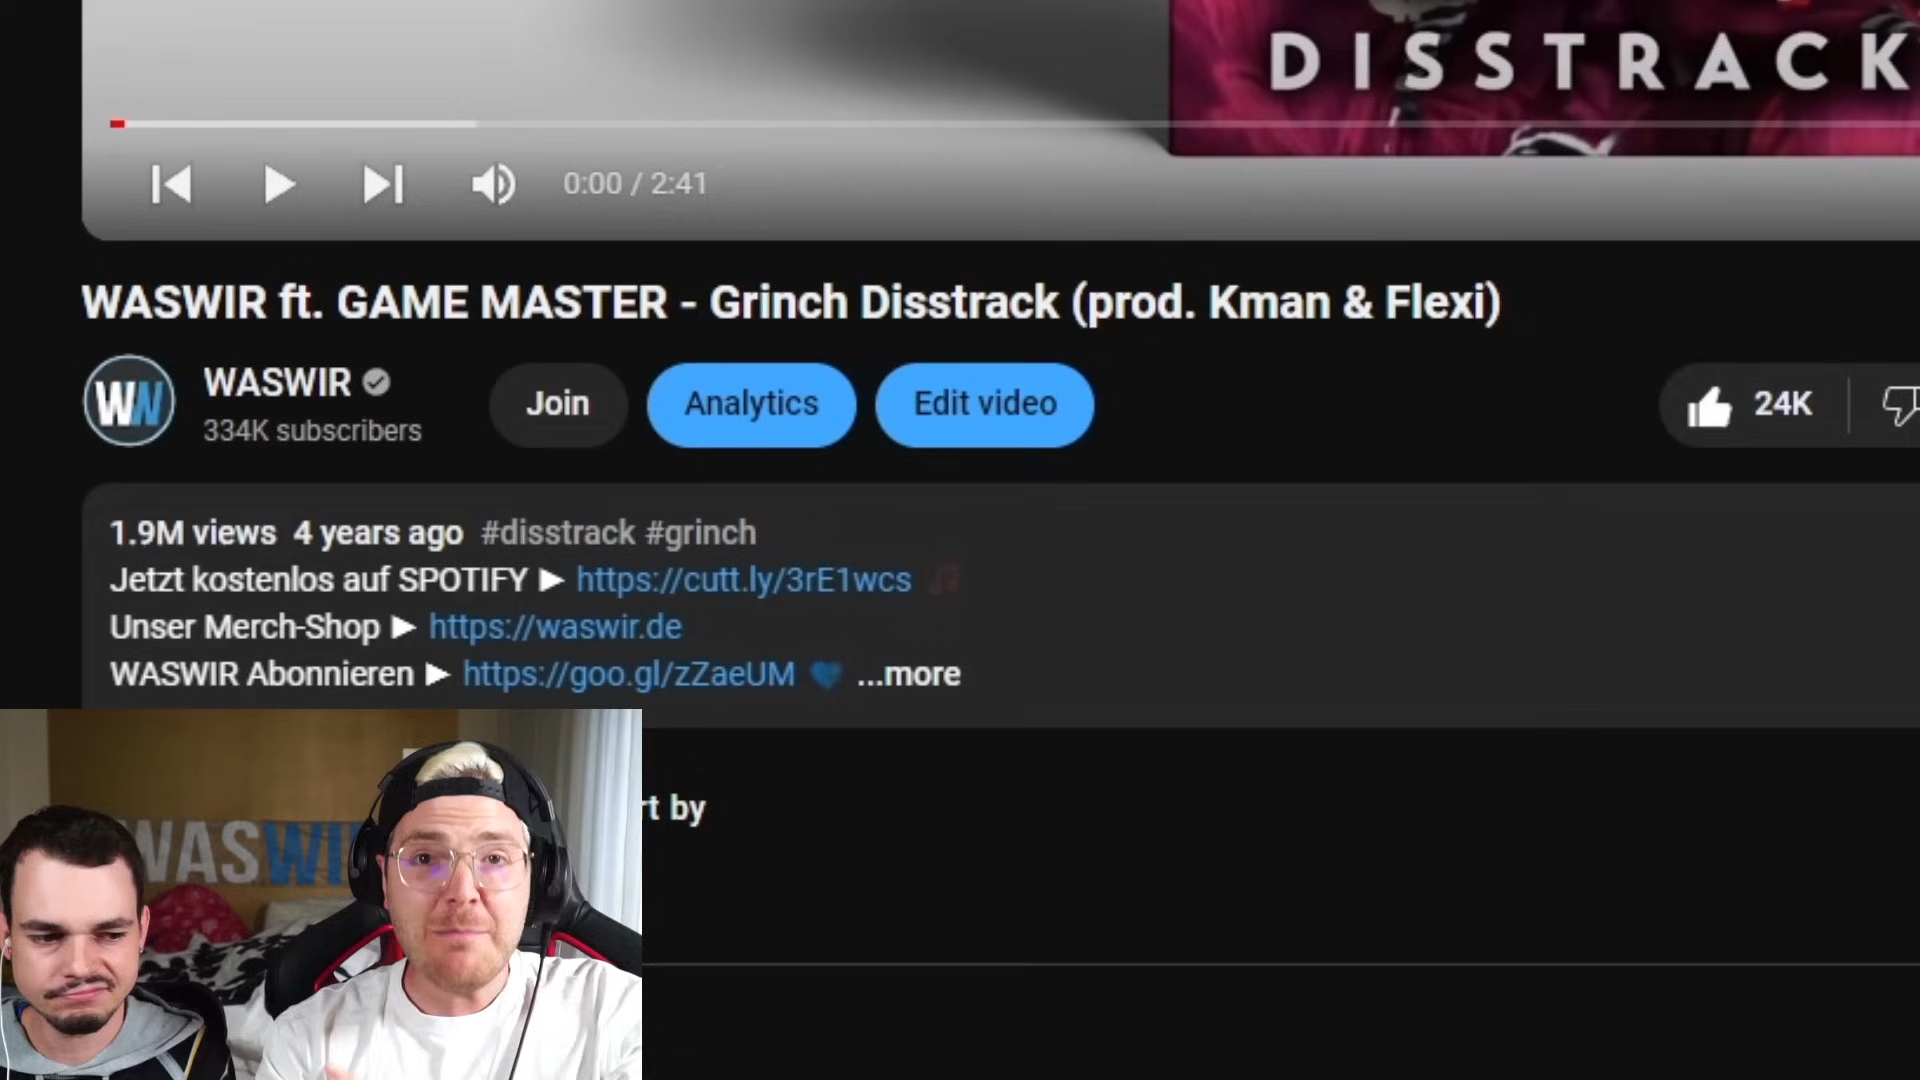 DISSTRACK
0:00 / 2:41
WASWIR ft. GAME MASTER - Grinch Disstrack (prod. Kman & Flexi)
WW
WASWIR
334K subscribers
Join
Analytics
Edit video
24K
1.9M views 4 years ago #disstrack #grinch
Jetzt kostenlos auf SPOTIFY ► https://cutt.ly/3rE1wcs 🎵
Unser Merch-Shop ► https://waswir.de
WASWIR Abonnieren ► https://goo.gl/zZaeUM 💙 ...more
rt by
WASWI